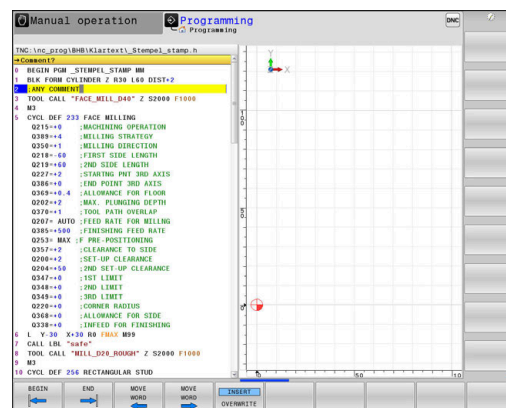 Manual operation
Programming
Programming
DNC
TNC:\nc_prog\BHB\Klartext\_Stempel_stamp.h
→Comment?
0 BEGIN PGM _STEMPEL_STAMP MM
1 BLK FORM CYLINDER Z R30 L60 DIST+2
2 ;ANY COMMENT
3 TOOL CALL "FACE_MILL_D40" Z S2000 F1000
4 M3
5 CYCL DEF 233 FACE MILLING
Q215=+0 ;MACHINING OPERATION
Q389=+4 ;MILLING STRATEGY
Q350=+1 ;MILLING DIRECTION
Q218=-60 ;FIRST SIDE LENGTH
Q219=+60 ;2ND SIDE LENGTH
Q227=+2 ;STARTNG PNT 3RD AXIS
Q386=+0 ;END POINT 3RD AXIS
Q369=+0.4 ;ALLOWANCE FOR FLOOR
Q202=+2 ;MAX. PLUNGING DEPTH
Q370=+1 ;TOOL PATH OVERLAP
Q207= AUTO ;FEED RATE FOR MILLNG
Q385=+500 ;FINISHING FEED RATE
Q253= MAX ;F PRE-POSITIONING
Q357=+2 ;CLEARANCE TO SIDE
Q200=+2 ;SET-UP CLEARANCE
Q204=+50 ;2ND SET-UP CLEARANCE
Q347=+0 ;1ST LIMIT
Q348=+0 ;2ND LIMIT
Q349=+0 ;3RD LIMIT
Q220=+0 ;CORNER RADIUS
Q368=+0 ;ALLOWANCE FOR SIDE
Q338=+0 ;INFEED FOR FINISHING
6 L Y-30 X+30 R0 FMAX M99
7 CALL LBL "safe"
8 TOOL CALL "MILL_D20_ROUGH" Z S2000 F1000
9 M3
10 CYCL DEF 256 RECTANGULAR STUD
Y
X
100
50
0
0
50
10
BEGIN
END
MOVE WORD
MOVE WORD
INSERT
OVERWRITE